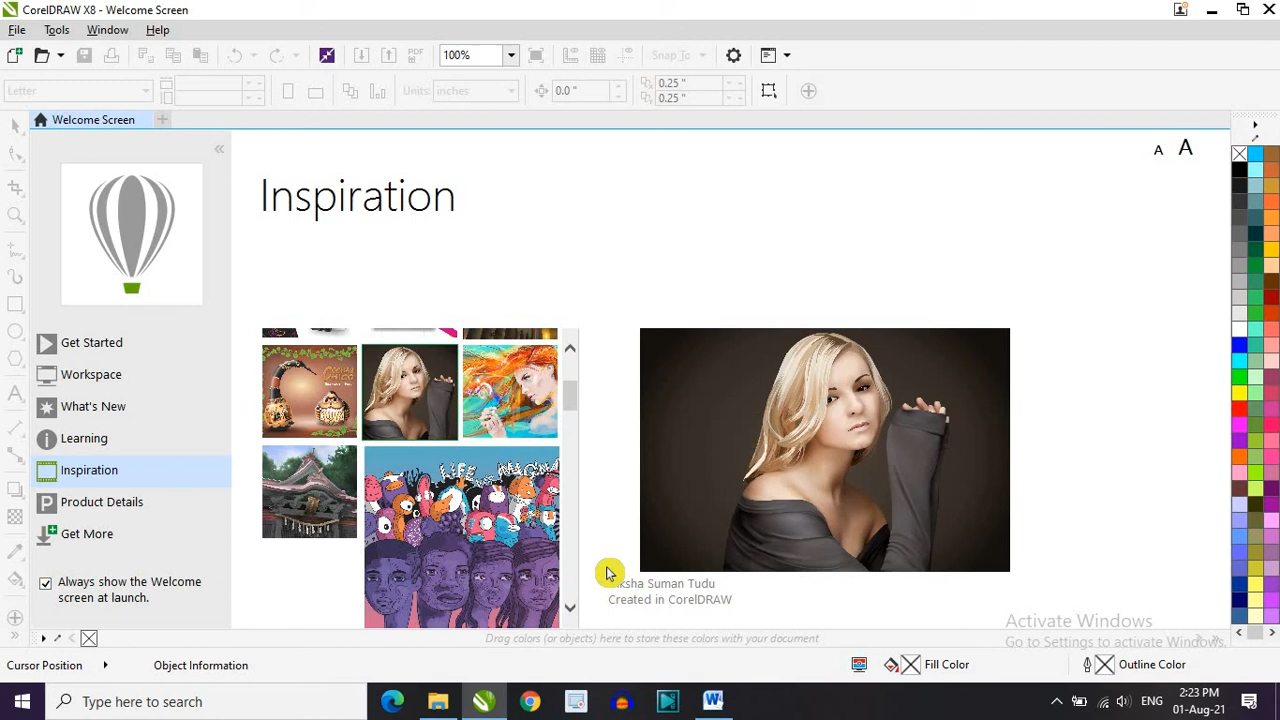 CorelDRAW X8 - Welcome Screen
File Tools Window Help
PDF 100% Snap To
Letter Units: inches 0.0 " 0.25 "
0.25 "
Welcome Screen
A A
Inspiration
Get Started
Workspace
What's New
Learning
Inspiration
Product Details
Get More
Always show the Welcome
screen at launch.
LIFE
Suman Tudu
Created in CorelDRAW
Activate Windows
Go to Settings to activate Windows.
Drag colors (or objects) here to store these colors with your document
Cursor Position Object Information Fill Color Outline Color
Type here to search
ENG
2:23 PM
01-Aug-21